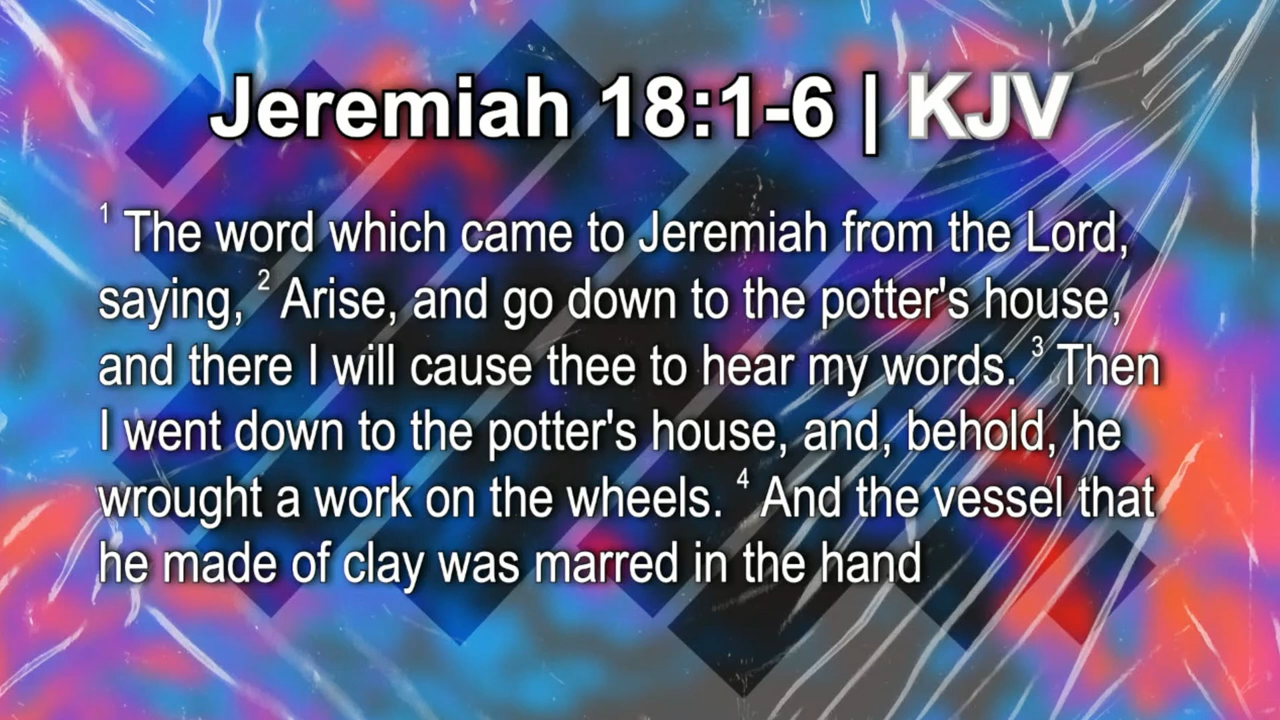 Jeremiah 18:1-6 | KJV
1 The word which came to Jeremiah from the Lord,
saying, 2 Arise, and go down to the potter's house,
and there I will cause thee to hear my words. 3 Then
I went down to the potter's house, and, behold, he
wrought a work on the wheels. 4 And the vessel that
he made of clay was marred in the hand